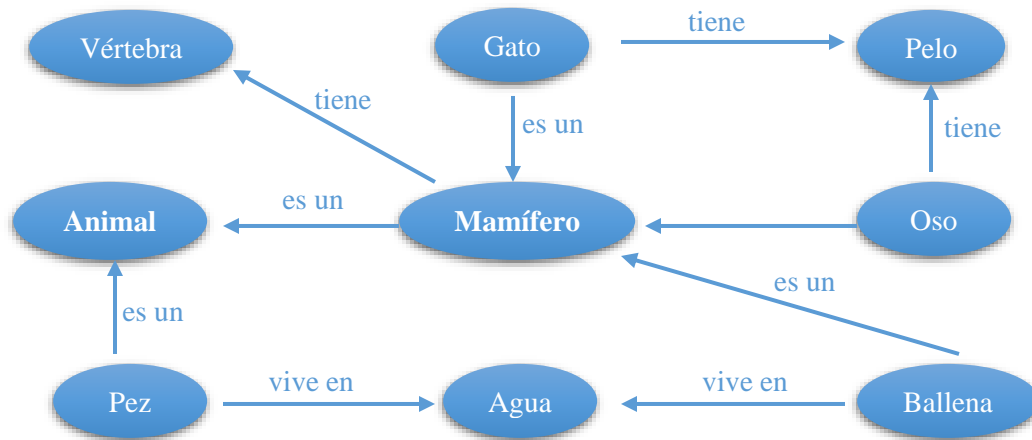 Vértebra
Gato
tiene
Pelo
tiene
es un
tiene
Animal
es un
Mamífero
Oso
es un
es un
Pez
vive en
Agua
vive en
Ballena